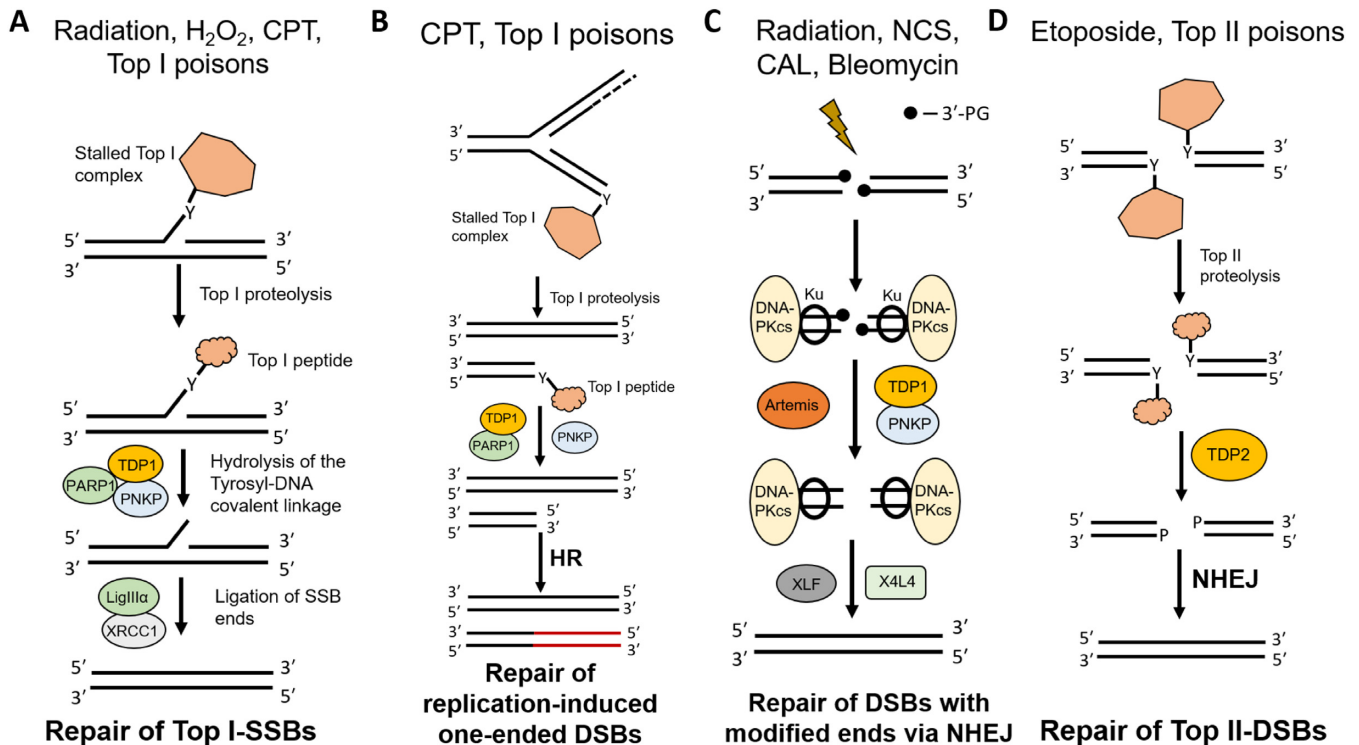 A
Radiation, H₂O₂, CPT,
Top I poisons
Stalled Top I
complex
Y
5′ 3′
3′ 5′
Top I proteolysis
Top I peptide
Y
5′ 3′
3′ 5′
TDP1
PARP1
PNKP
Hydrolysis of the
Tyrosyl-DNA
covalent linkage
5′ 3′
3′ 5′
LigIIIα
XRCC1
Ligation of SSB
ends
5′ 3′
3′ 5′
Repair of Top I-SSBs
B
CPT, Top I poisons
3′
5′
Y
Stalled Top I
complex
Top I proteolysis
3′ 5′
5′ 3′
3′
5′
Y
Top I peptide
TDP1
PARP1
PNKP
3′ 5′
5′ 3′
3′ 5′
5′ 3′
HR
3′ 5′
5′ 3′
3′ 5′
5′ 3′
Repair of
replication-induced
one-ended DSBs
C
Radiation, NCS,
CAL, Bleomycin
3′-PG
5′ 3′
3′ 5′
Ku Ku
DNA-
PKcs
DNA-
PKcs
Artemis
TDP1
PNKP
DNA-
PKcs
DNA-
PKcs
XLF
X4L4
5′ 3′
3′ 5′
Repair of DSBs with
modified ends via NHEJ
D
Etoposide, Top II poisons
Y
5′ 3′
3′ 5′
Y
Top II
proteolysis
Y
5′ 3′
3′ 5′
Y
TDP2
5′ P 3′
3′ P 5′
NHEJ
5′ 3′
3′ 5′
Repair of Top II-DSBs